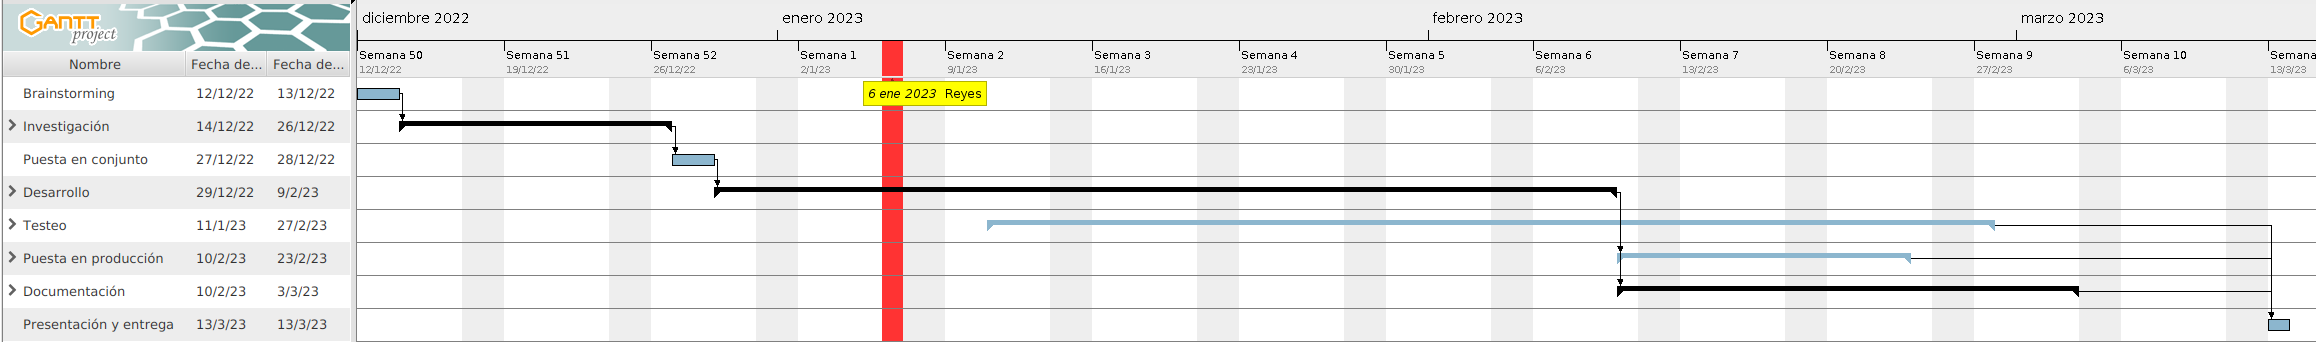 GANTT project
diciembre 2022 enero 2023 febrero 2023 marzo 2023
Semana 50 Semana 51 Semana 52 Semana 1 Semana 2 Semana 3 Semana 4 Semana 5 Semana 6 Semana 7 Semana 8 Semana 9 Semana 10 Semana
12/12/22 19/12/22 26/12/22 2/1/23 9/1/23 16/1/23 23/1/23 30/1/23 6/2/23 13/2/23 20/2/23 27/2/23 6/3/23 13/3/23
Nombre Fecha de... Fecha de...
6 ene 2023 Reyes
Brainstorming 12/12/22 13/12/22
Investigación 14/12/22 26/12/22
Puesta en conjunto 27/12/22 28/12/22
Desarrollo 29/12/22 9/2/23
Testeo 11/1/23 27/2/23
Puesta en producción 10/2/23 23/2/23
Documentación 10/2/23 3/3/23
Presentación y entrega 13/3/23 13/3/23